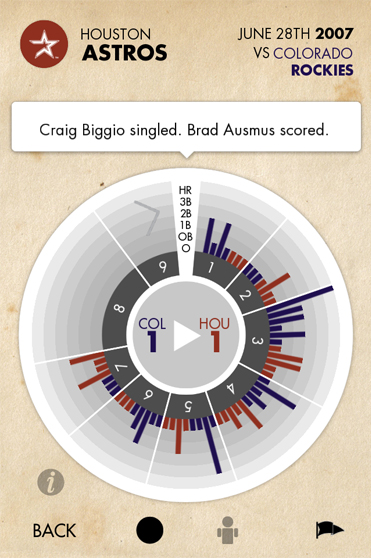 HOUSTON
ASTROS
JUNE 28TH 2007
VS COLORADO
ROCKIES
Craig Biggio singled. Brad Ausmus scored.
HR
3B
2B
1B
OB
O
1
2
3
4
5
6
7
8
9
COL
1
HOU
1
i
BACK